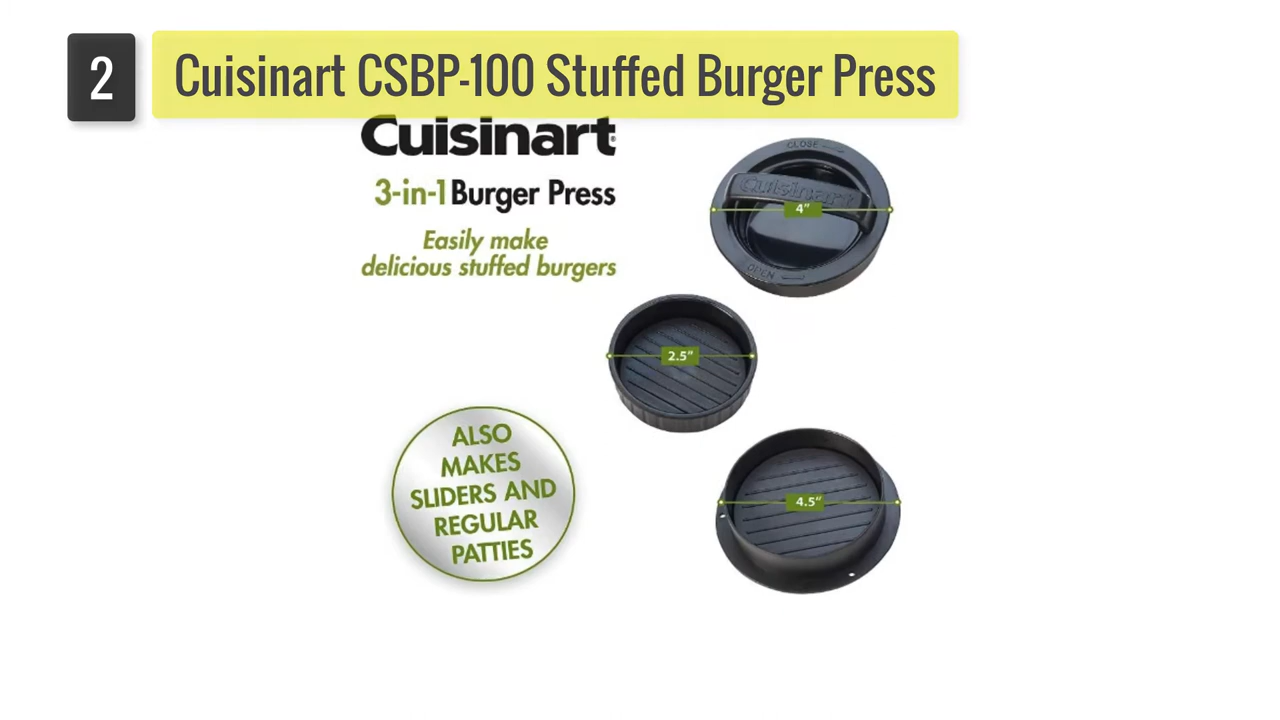 2
Cuisinart CSBP-100 Stuffed Burger Press
Cuisinart®
3-in-1 Burger Press
Easily make
delicious stuffed burgers
CLOSE
Cuisinart
4"
OPEN
2.5"
ALSO
MAKES
SLIDERS AND
REGULAR
PATTIES
4.5"